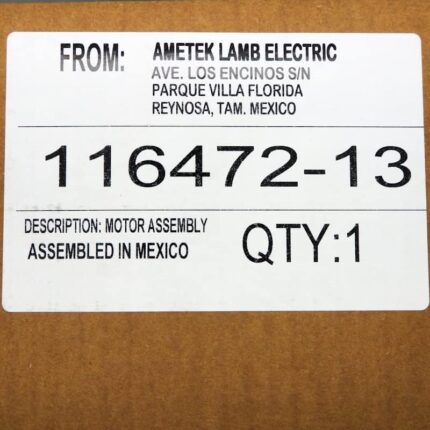 FROM: AMETEK LAMB ELECTRIC
AVE. LOS ENCINOS S/N
PARQUE VILLA FLORIDA
REYNOSA, TAM. MEXICO
116472-13
DESCRIPTION: MOTOR ASSEMBLY
ASSEMBLED IN MEXICO
QTY:1